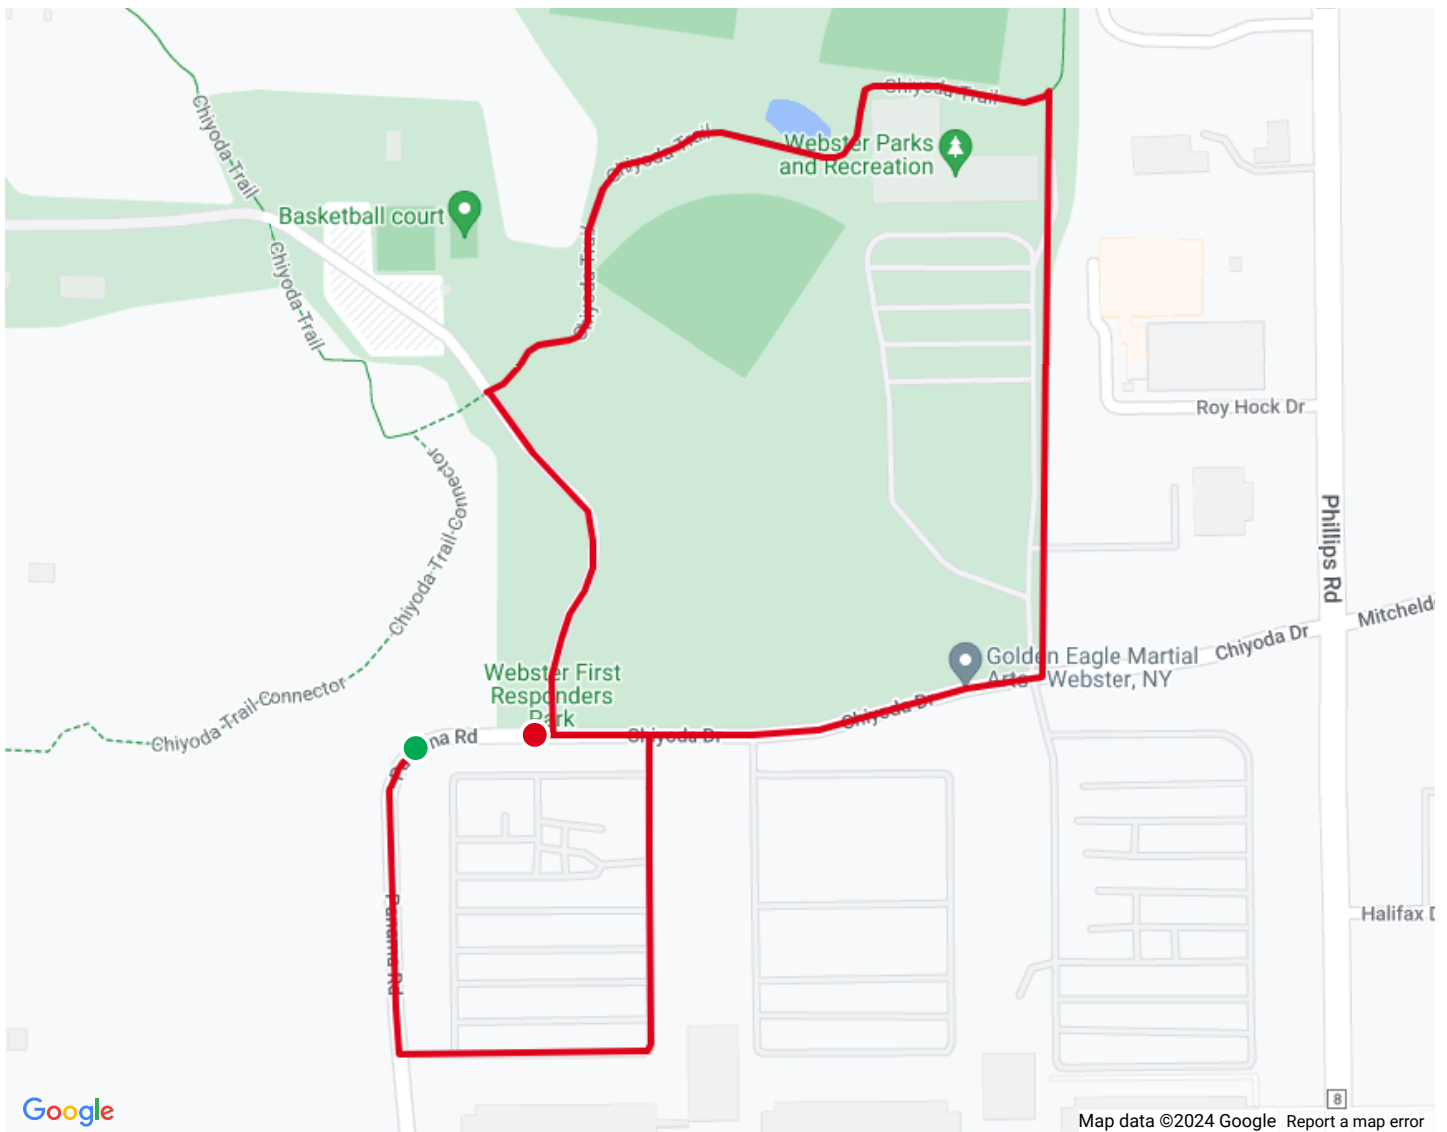 Chiyoda Trail
Chiyoda Trail
Chiyoda Trail
Webster Parks
and Recreation
Chiyoda Trail
Basketball court
Chiyoda Trail
Chiyoda Trail
Roy Hock Dr
Chiyoda Trail Connector
Phillips Rd
Mitcheld
Chiyoda Dr
Golden Eagle Martial
Arts - Webster, NY
Webster First
Responders
Park
Chiyoda Trail Connector
Chiyoda Dr
Panama Rd
Chiyoda Dr
Panama Rd
Halifax D
8
Google
Map data ©2024 Google Report a map error